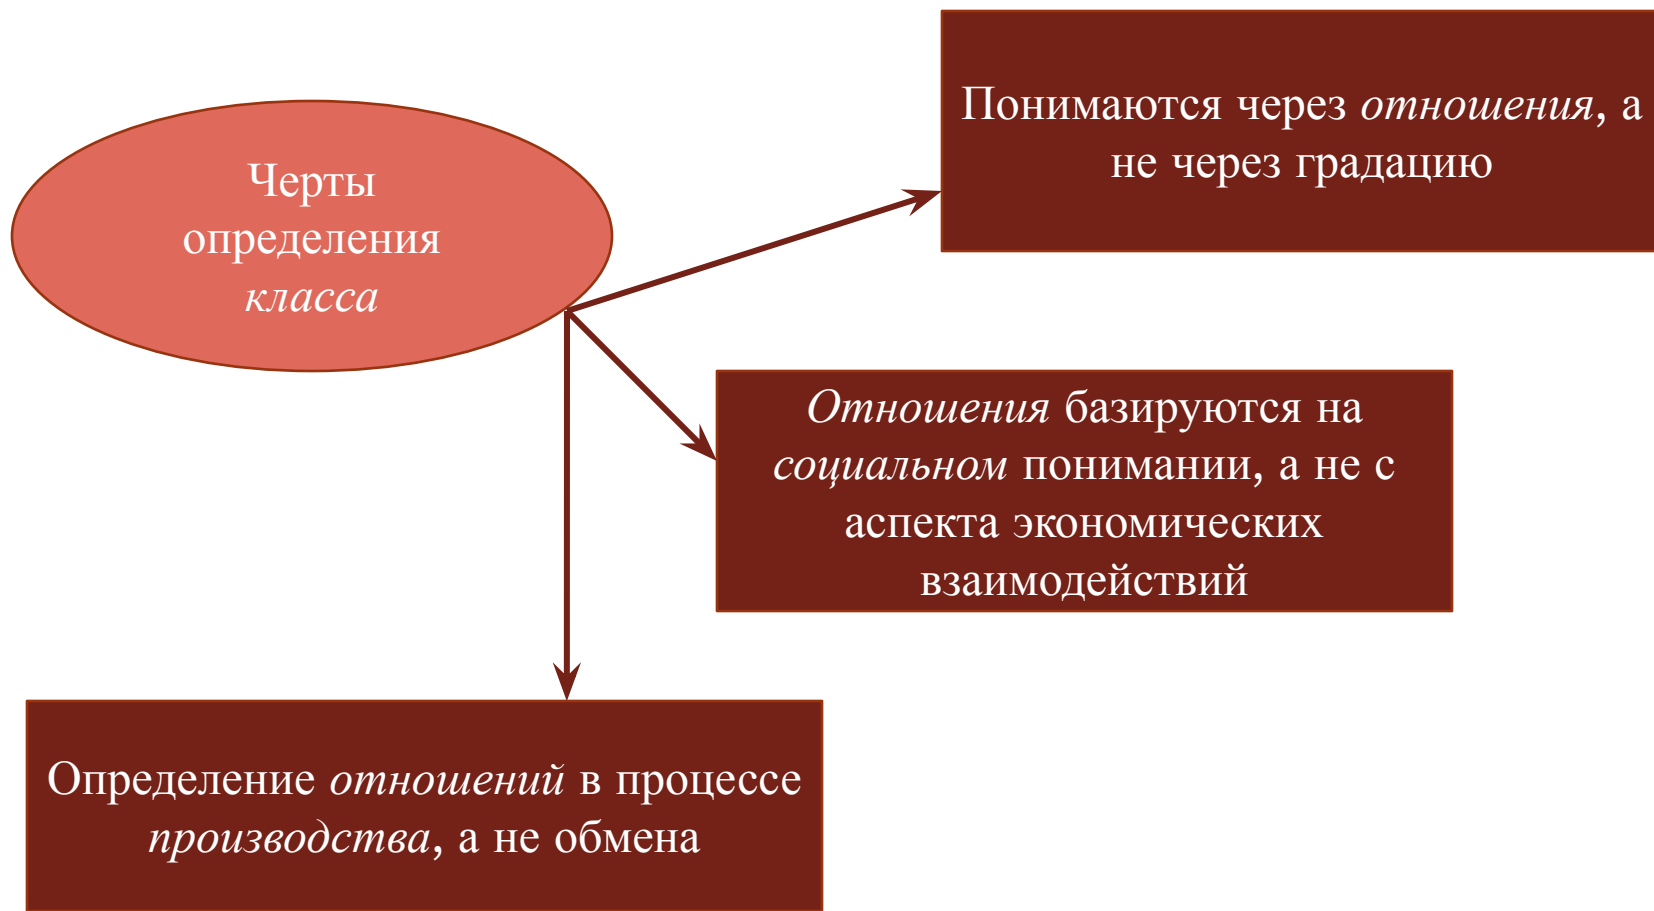 Черты
определения
класса
Понимаются через отношения, а
не через градацию
Отношения базируются на
социальном понимании, а не с
аспекта экономических
взаимодействий
Определение отношений в процессе
производства, а не обмена